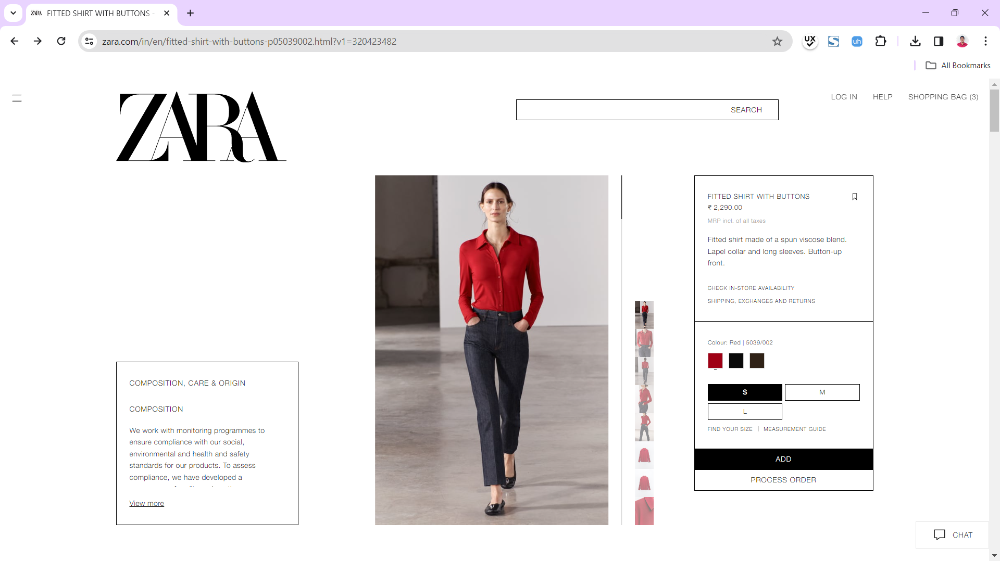 ZARA FITTED SHIRT WITH BUTTONS -
zara.com/in/en/fitted-shirt-with-buttons-p05039002.html?v1=320423482
UX
S
uh
All Bookmarks
ZARA
SEARCH
LOG IN
HELP
SHOPPING BAG (3)
FITTED SHIRT WITH BUTTONS
₹ 2,290.00
MRP incl. of all taxes
Fitted shirt made of a spun viscose blend.
Lapel collar and long sleeves. Button-up
front.
CHECK IN-STORE AVAILABILITY
SHIPPING, EXCHANGES AND RETURNS
Colour: Red | 5039/002
S
M
L
FIND YOUR SIZE
MEASUREMENT GUIDE
ADD
PROCESS ORDER
COMPOSITION, CARE & ORIGIN
COMPOSITION
We work with monitoring programmes to
ensure compliance with our social,
environmental and health and safety
standards for our products. To assess
compliance, we have developed a
View more
CHAT